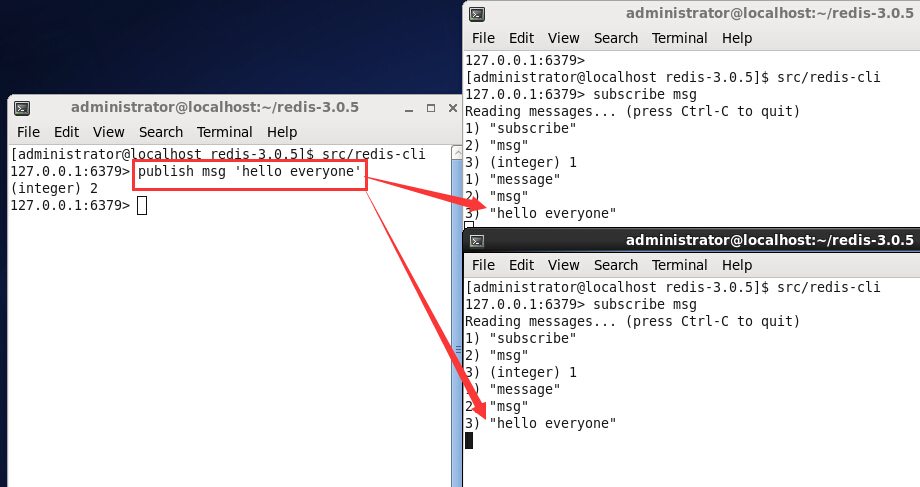 administrator@localhost:~/redis-3.0.5
File Edit View Search Terminal Help
[administrator@localhost redis-3.0.5]$ src/redis-cli
127.0.0.1:6379> publish msg 'hello everyone'
(integer) 2
127.0.0.1:6379>
administrator@localhost:~/redis-3.0.5
File Edit View Search Terminal Help
127.0.0.1:6379>
[administrator@localhost redis-3.0.5]$ src/redis-cli
127.0.0.1:6379> subscribe msg
Reading messages... (press Ctrl-C to quit)
1) "subscribe"
2) "msg"
3) (integer) 1
1) "message"
2) "msg"
3) "hello everyone"
administrator@localhost:~/redis-3.0.5
File Edit View Search Terminal Help
[administrator@localhost redis-3.0.5]$ src/redis-cli
127.0.0.1:6379> subscribe msg
Reading messages... (press Ctrl-C to quit)
1) "subscribe"
2) "msg"
3) (integer) 1
1) "message"
2) "msg"
3) "hello everyone"